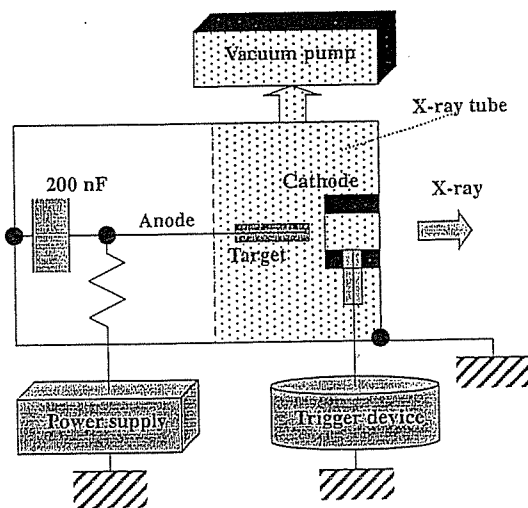 Vacuum pump
X-ray tube
Cathode
200 nF
X-ray
Anode
Target
Power supply
Trigger device